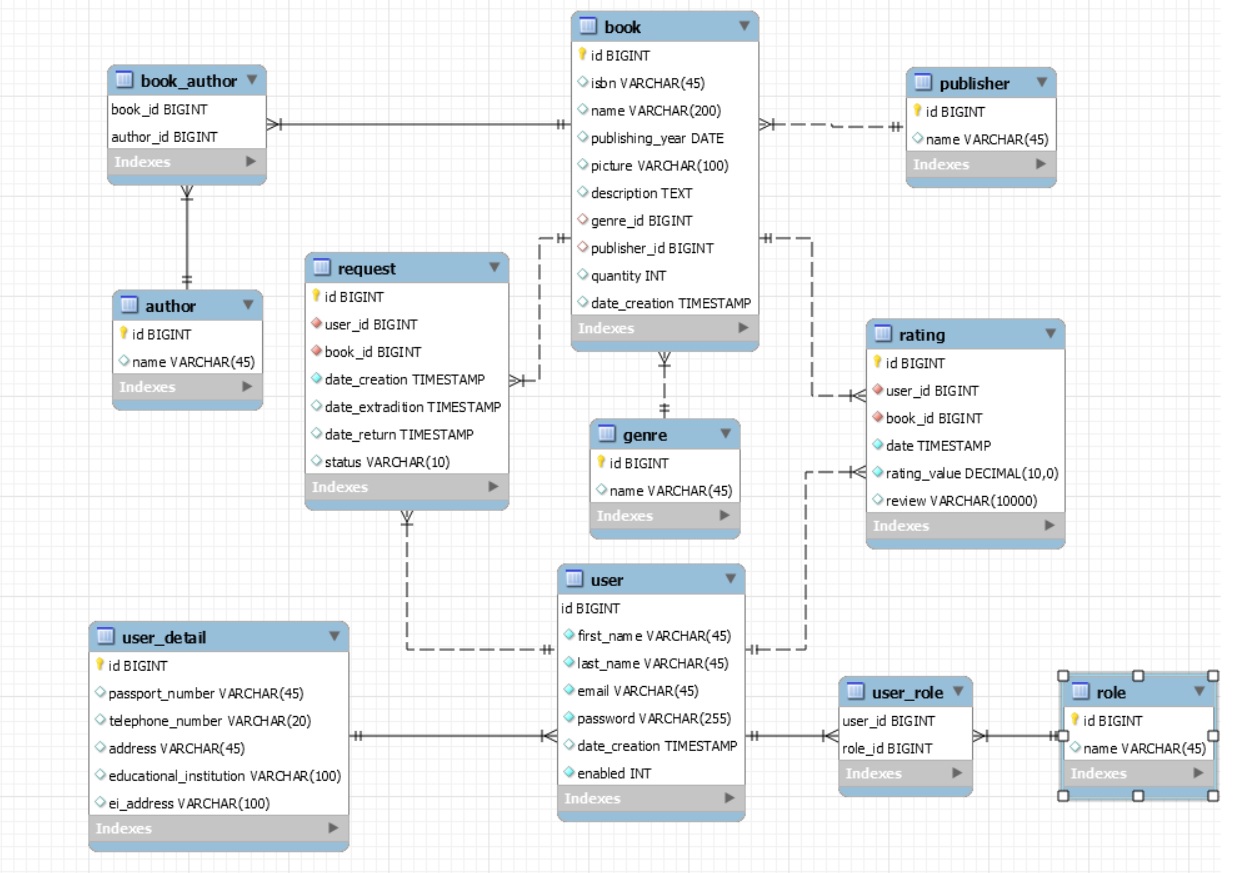 book
id BIGINT
isbn VARCHAR(45)
name VARCHAR(200)
publishing_year DATE
picture VARCHAR(100)
description TEXT
genre_id BIGINT
publisher_id BIGINT
quantity INT
date_creation TIMESTAMP
Indexes
book_author
book_id BIGINT
author_id BIGINT
Indexes
publisher
id BIGINT
name VARCHAR(45)
Indexes
author
id BIGINT
name VARCHAR(45)
Indexes
request
id BIGINT
user_id BIGINT
book_id BIGINT
date_creation TIMESTAMP
date_extradition TIMESTAMP
date_return TIMESTAMP
status VARCHAR(10)
Indexes
genre
id BIGINT
name VARCHAR(45)
Indexes
rating
id BIGINT
user_id BIGINT
book_id BIGINT
date TIMESTAMP
rating_value DECIMAL(10,0)
review VARCHAR(10000)
Indexes
user_detail
id BIGINT
passport_number VARCHAR(45)
telephone_number VARCHAR(20)
address VARCHAR(45)
educational_institution VARCHAR(100)
ei_address VARCHAR(100)
Indexes
user
id BIGINT
first_name VARCHAR(45)
last_name VARCHAR(45)
email VARCHAR(45)
password VARCHAR(255)
date_creation TIMESTAMP
enabled INT
Indexes
user_role
user_id BIGINT
role_id BIGINT
Indexes
role
id BIGINT
name VARCHAR(45)
Indexes